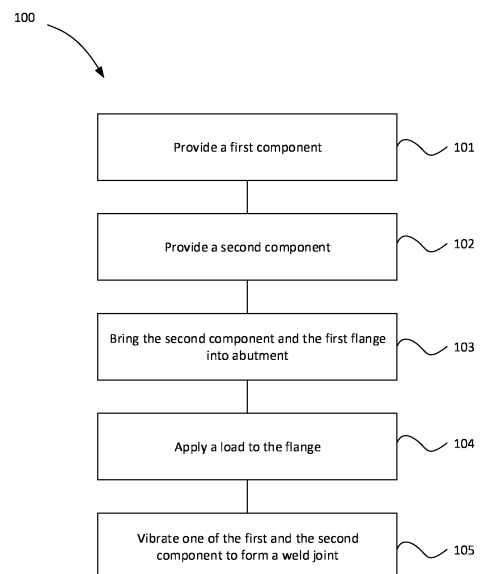 100
Provide a first component
101
Provide a second component
102
Bring the second component and the first flange
into abutment
103
Apply a load to the flange
104
Vibrate one of the first and the second
component to form a weld joint
105